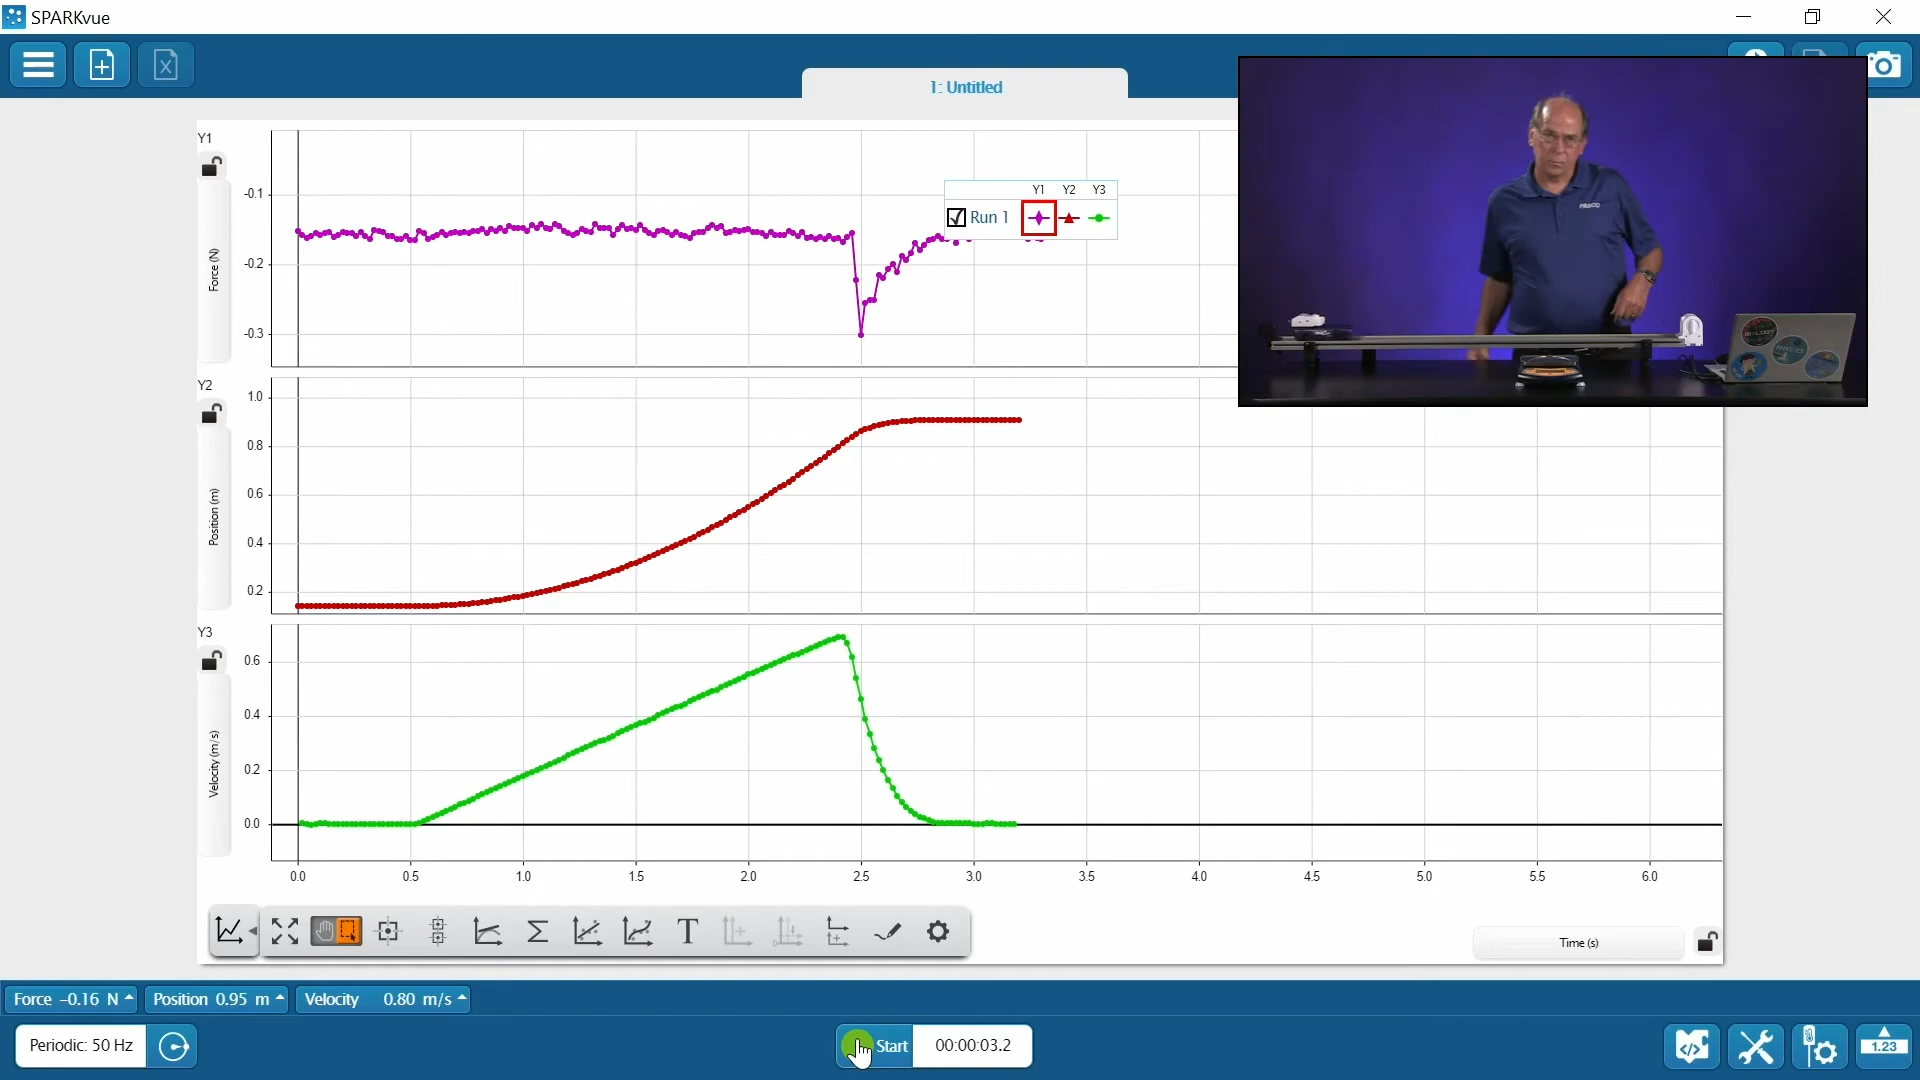 SPARKvue
1: Untitled
Y1
Force (N)
-0.1
-0.2
-0.3
Y1 Y2 Y3
Run 1
PASCO
Y2
Position (m)
1.0
0.8
0.6
0.4
0.2
Y3
Velocity (m/s)
0.6
0.4
0.2
0.0
0.0 0.5 1.0 1.5 2.0 2.5 3.0 3.5 4.0 4.5 5.0 5.5 6.0
Time (s)
Force -0.16 N Position 0.95 m Velocity 0.80 m/s
Periodic: 50 Hz
Start
00:00:03.2
1.23